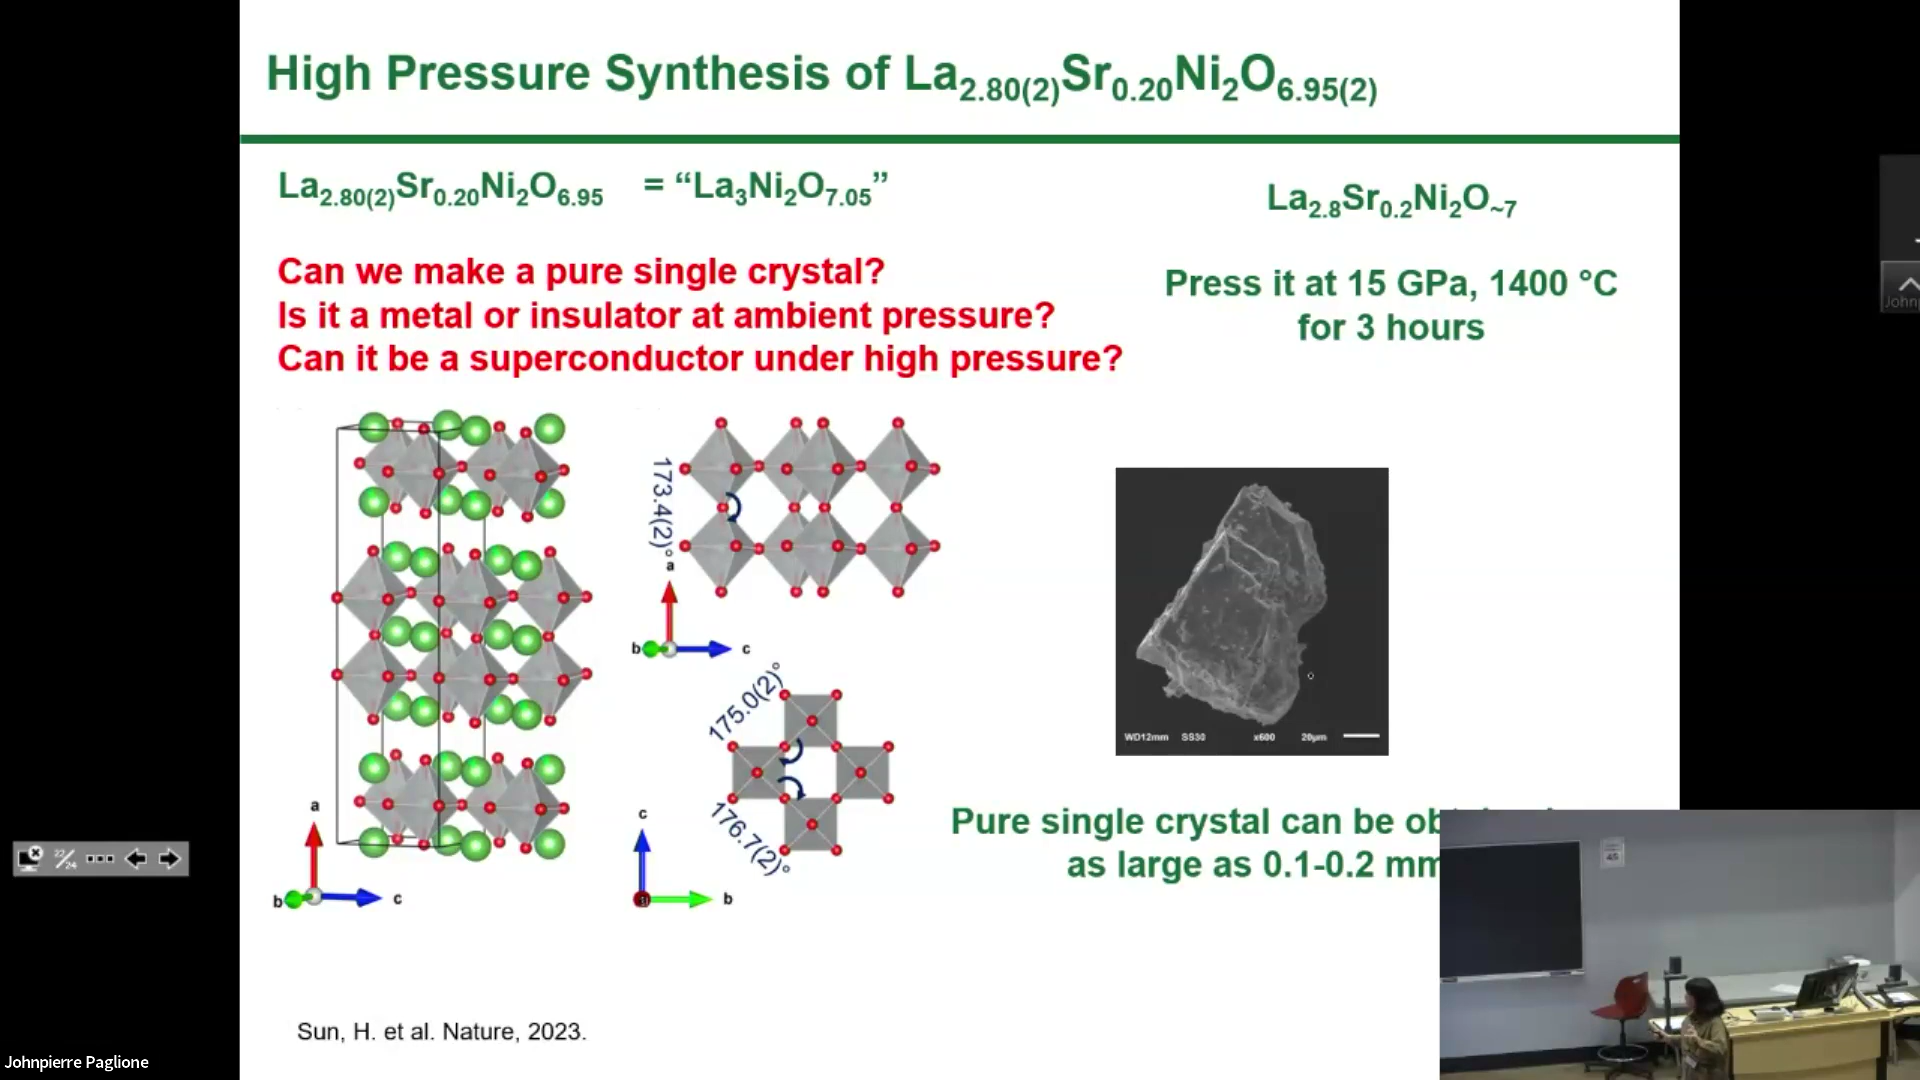 High Pressure Synthesis of La2.80(2)Sr0.20Ni2O6.95(2)
La2.80(2)Sr0.20Ni2O6.95 = “La3Ni2O7.05”
La2.8Sr0.2Ni2O~7
Can we make a pure single crystal?
Is it a metal or insulator at ambient pressure?
Can it be a superconductor under high pressure?
Press it at 15 GPa, 1400 °C
for 3 hours
173.4(2)°
a
b
c
175.0(2)°
176.7(2)°
a
b
c
c
a
b
WD12mm SS30 x600 20µm
Pure single crystal can be
as large as 0.1-0.2 mm
Sun, H. et al. Nature, 2023.
22/24
45
Johnpierre Paglione